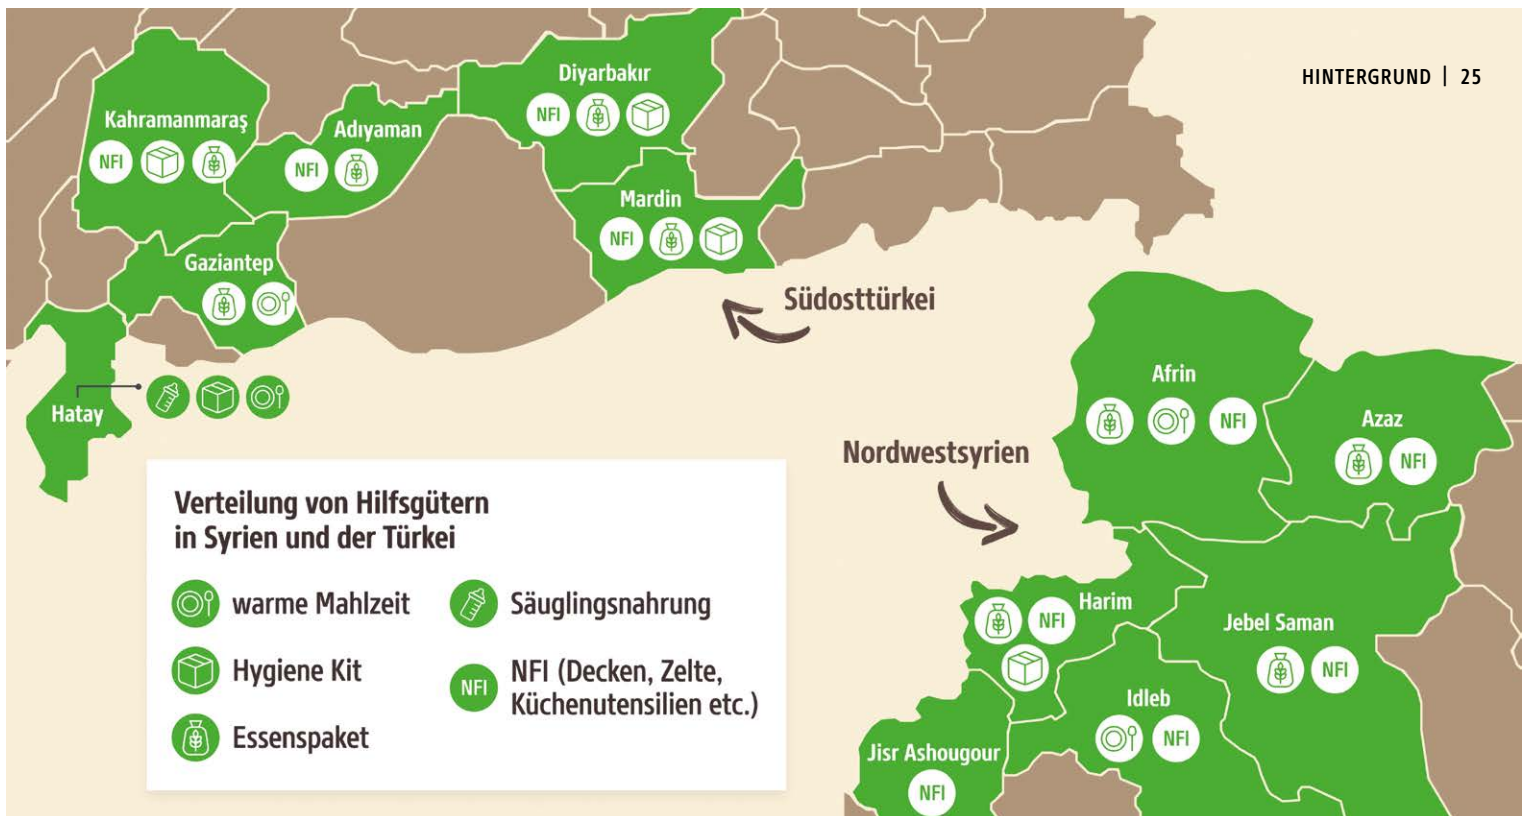 HINTERGRUND | 25
Diyarbakır
NFI
Kahramanmaraş
NFI
Adıyaman
NFI
Mardin
NFI
Gaziantep
Südosttürkei
Hatay
Afrin
NFI
Azaz
NFI
Nordwestsyrien
Verteilung von Hilfsgütern
in Syrien und der Türkei
warme Mahlzeit
Hygiene Kit
Essenspaket
Säuglingsnahrung
NFI
NFI (Decken, Zelte,
Küchenutensilien etc.)
Harim
NFI
Jebel Saman
NFI
Idleb
NFI
Jisr Ashougour
NFI